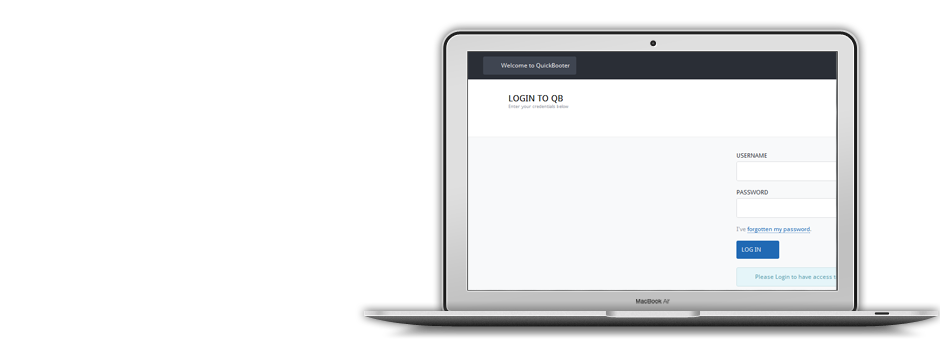 Welcome to QuickBooter
LOGIN TO QB
Enter your credentials below
USERNAME
PASSWORD
I've forgotten my password.
LOG IN
Please Login to have access t
MacBook Air